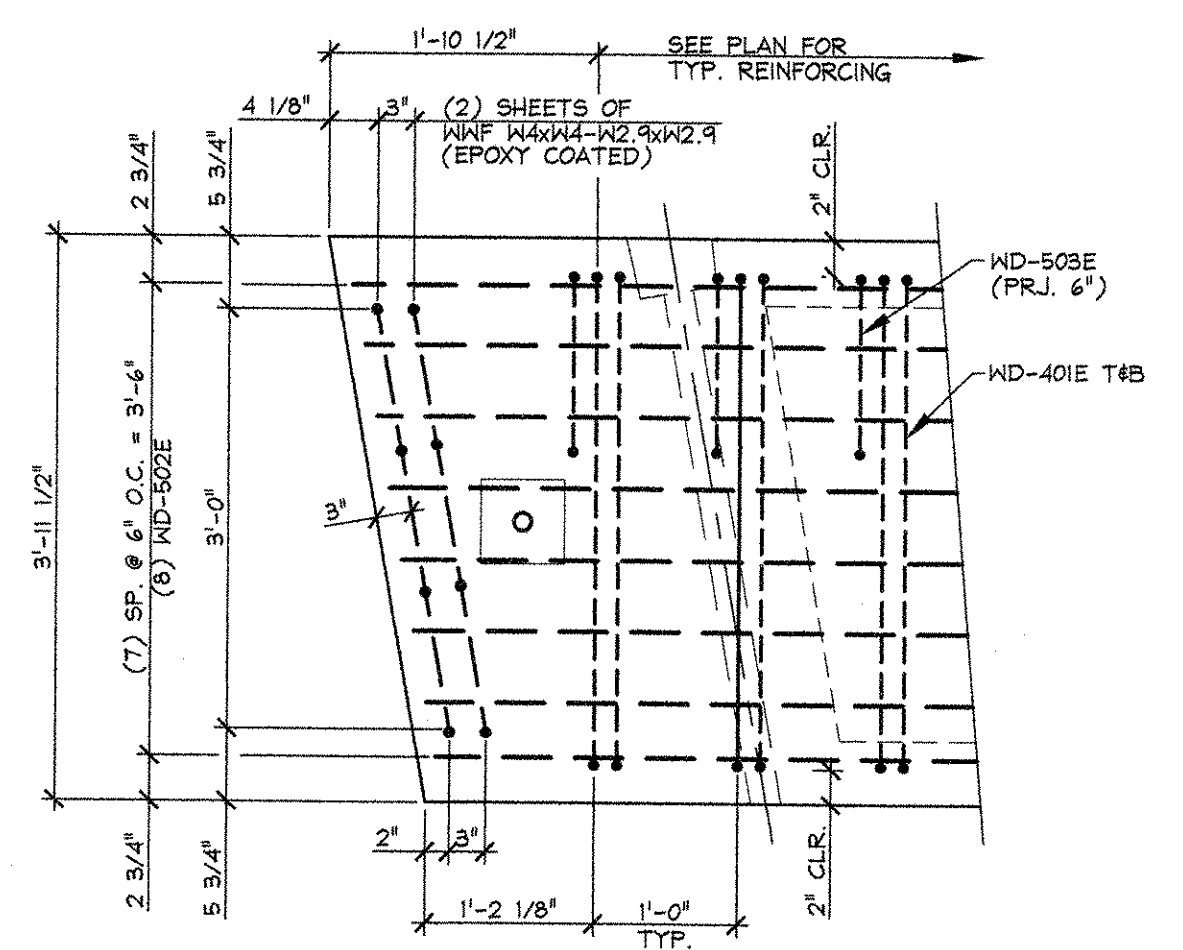 1'-10 1/2"
SEE PLAN FOR
TYP. REINFORCING
4 1/8"
3"
(2) SHEETS OF
WWF W4xW4-W2.9xW2.9
(EPOXY COATED)
2 3/4"
5 3/4"
2" CLR.
WD-503E
(PRJ. 6")
WD-401E T&B
3'-11 1/2"
(7) SP. @ 6" O.C. = 3'-6"
(8) WD-502E
3'-0"
3"
2 3/4"
5 3/4"
2"
3"
2" CLR.
1'-2 1/8"
1'-0"
TYP.